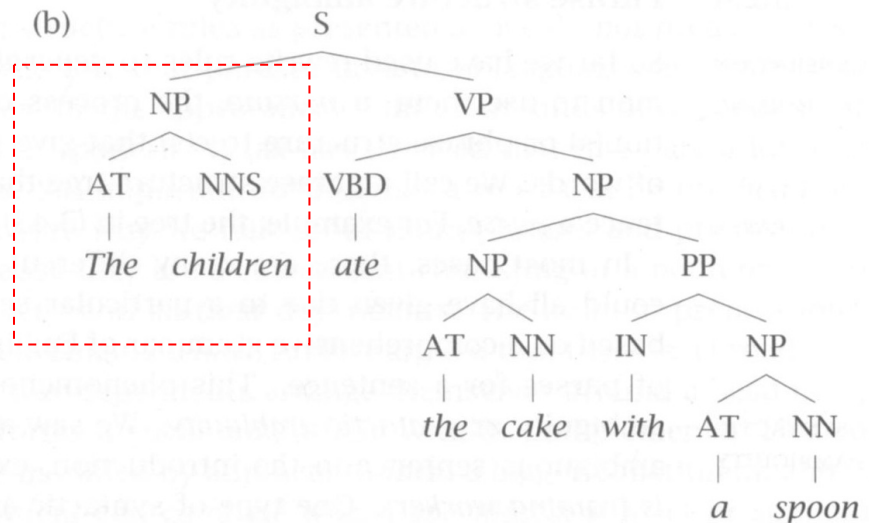 (b) S
NP VP
AT NNS VBD NP
The children ate NP PP
AT NN IN NP
the cake with AT NN
a spoon